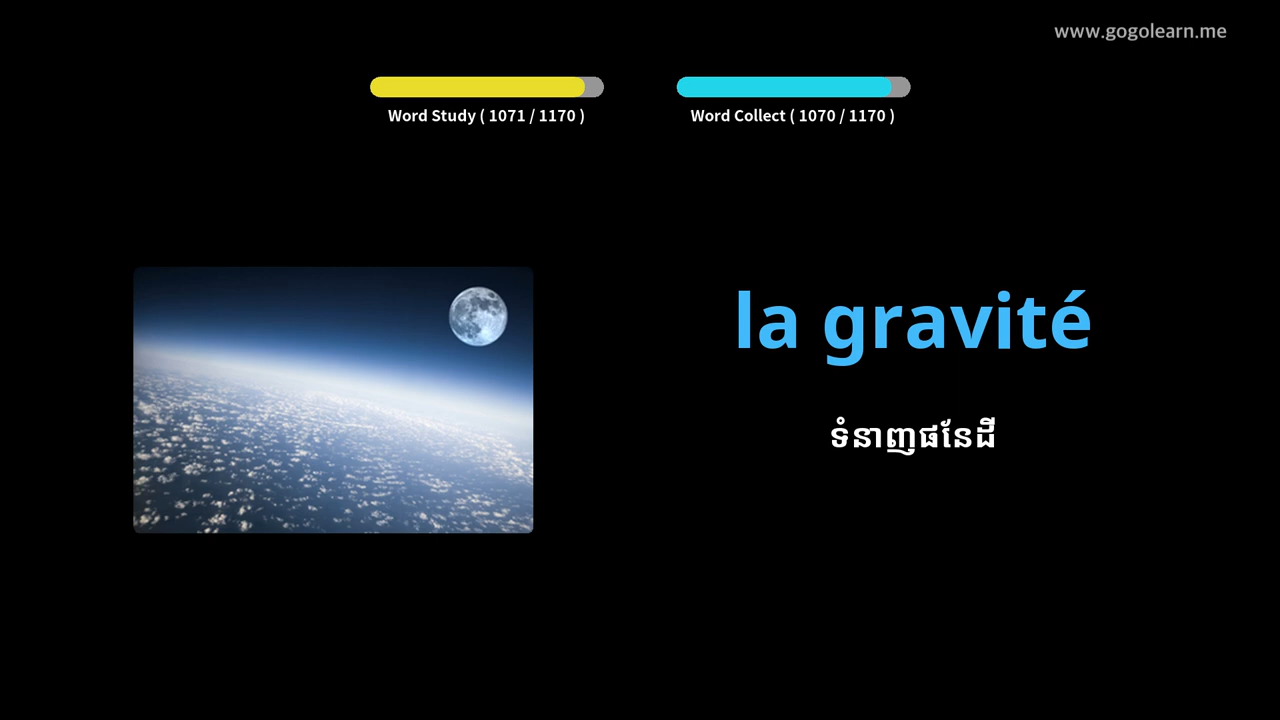 www.gogolearn.me
Word Study ( 1071 / 1170 )
Word Collect ( 1070 / 1170 )
la gravité
ទំនាញផែនដី